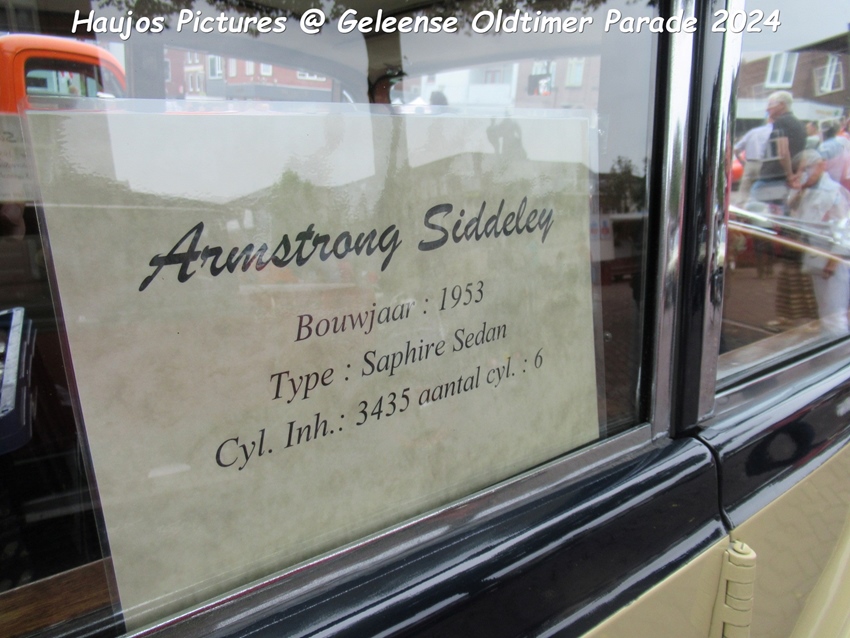 Haujos Pictures @ Geleense Oldtimer Parade 2024
Armstrong Siddeley
Bouwjaar : 1953
Type : Saphire Sedan
Cyl. Inh.: 3435 aantal cyl. : 6